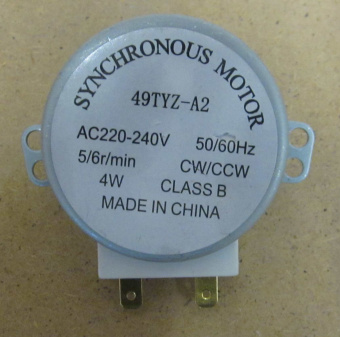 SYNCHRONOUS MOTOR
49TYZ-A2
AC220-240V 50/60Hz
5/6r/min CW/CCW
4W CLASS B
MADE IN CHINA